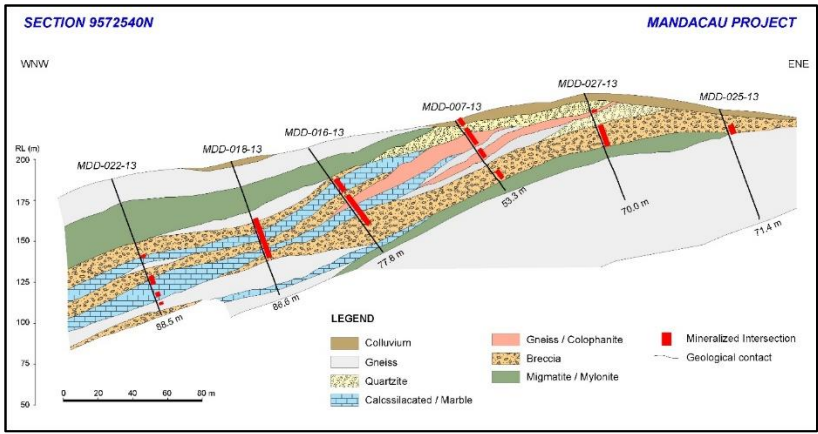 SECTION 9572540N
MANDACAU PROJECT
WNW
ENE
MDD-027-13
MDD-007-13
MDD-025-13
MDD-016-13
MDD-018-13
MDD-022-13
RL (m)
200
175
150
125
100
75
50
88.5 m
86.6 m
77.8 m
53.3 m
70.0 m
71.4 m
0 20 40 60 80 m
LEGEND
Colluvium
Gneiss
Quartzite
Calcssilacated / Marble
Gneiss / Colophanite
Breccia
Migmatite / Mylonite
Mineralized Intersection
Geological contact